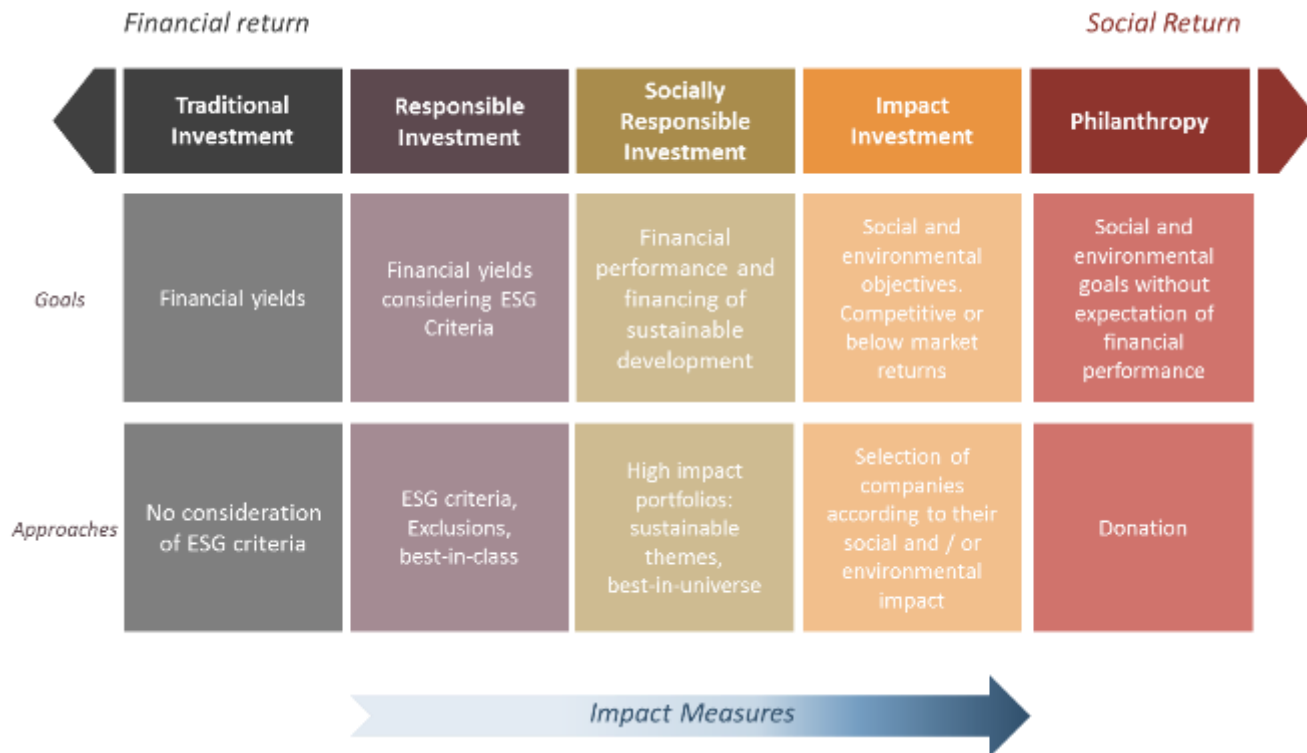 Financial return
Social Return
Traditional
Investment
Responsible
Investment
Socially
Responsible
Investment
Impact
Investment
Philanthropy
Goals
Financial yields
Financial yields
considering ESG
Criteria
Financial
performance and
financing of
sustainable
development
Social and
environmental
objectives.
Competitive or
below market
returns
Social and
environmental
goals without
expectation of
financial
performance
Approaches
No consideration
of ESG criteria
ESG criteria,
Exclusions,
best-in-class
High impact
portfolios:
sustainable
themes,
best-in-universe
Selection of
companies
according to their
social and / or
environmental
impact
Donation
Impact Measures